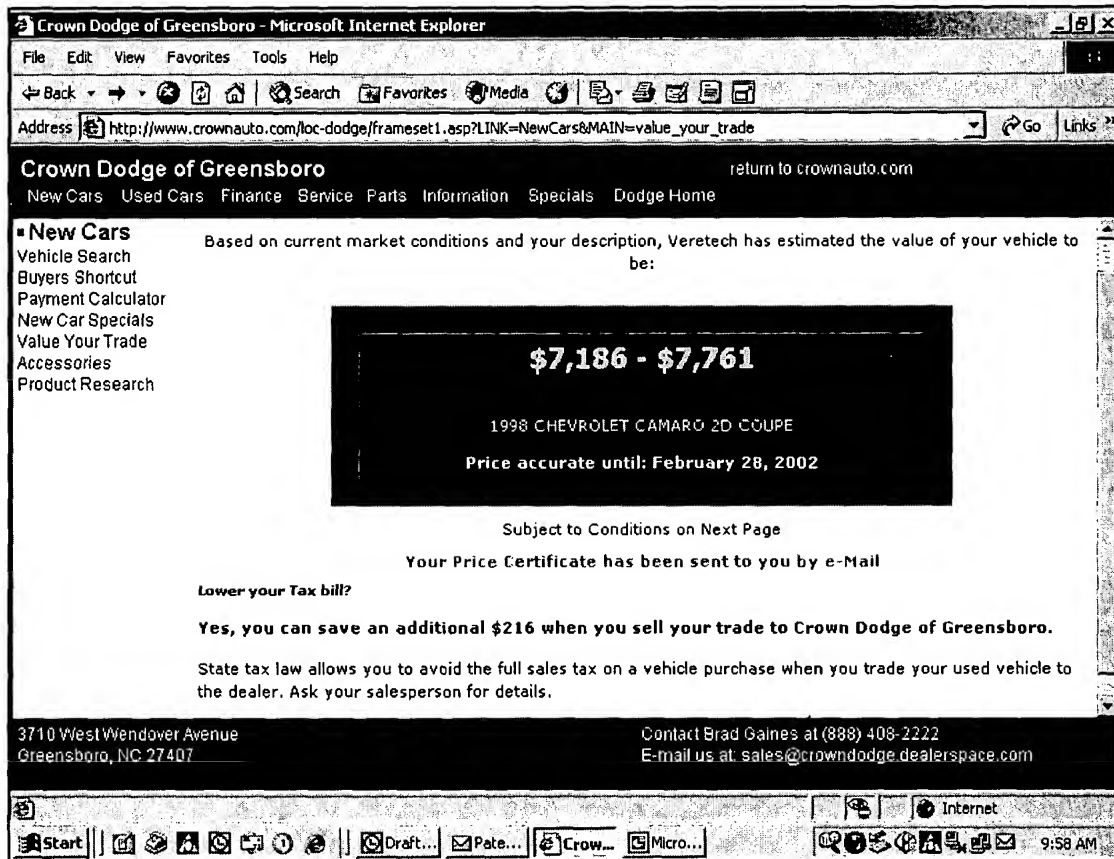 Crown Dodge of Greensboro - Microsoft Internet Explorer
File Edit View Favorites Tools Help
Back Search Favorites Media
Address http://www.crownauto.com/loc-dodge/frameset1.asp?LINK=NewCars&MAIN=value_your_trade Go Links »
Crown Dodge of Greensboro return to crownauto.com
New Cars Used Cars Finance Service Parts Information Specials Dodge Home
New Cars
Vehicle Search
Buyers Shortcut
Payment Calculator
New Car Specials
Value Your Trade
Accessories
Product Research
Based on current market conditions and your description, Veretech has estimated the value of your vehicle to
be:
$7,186 - $7,761
1998 CHEVROLET CAMARO 2D COUPE
Price accurate until: February 28, 2002
Subject to Conditions on Next Page
Your Price Certificate has been sent to you by e-Mail
Lower your Tax bill?
Yes, you can save an additional $216 when you sell your trade to Crown Dodge of Greensboro.
State tax law allows you to avoid the full sales tax on a vehicle purchase when you trade your used vehicle to
the dealer. Ask your salesperson for details.
3710 West Wendover Avenue
Greensboro, NC 27407
Contact Brad Gaines at (888) 408-2222
E-mail us at: sales@crowndodge.dealerspace.com
Internet
Start Draft... Pate... Crow... Micro... 9:58 AM